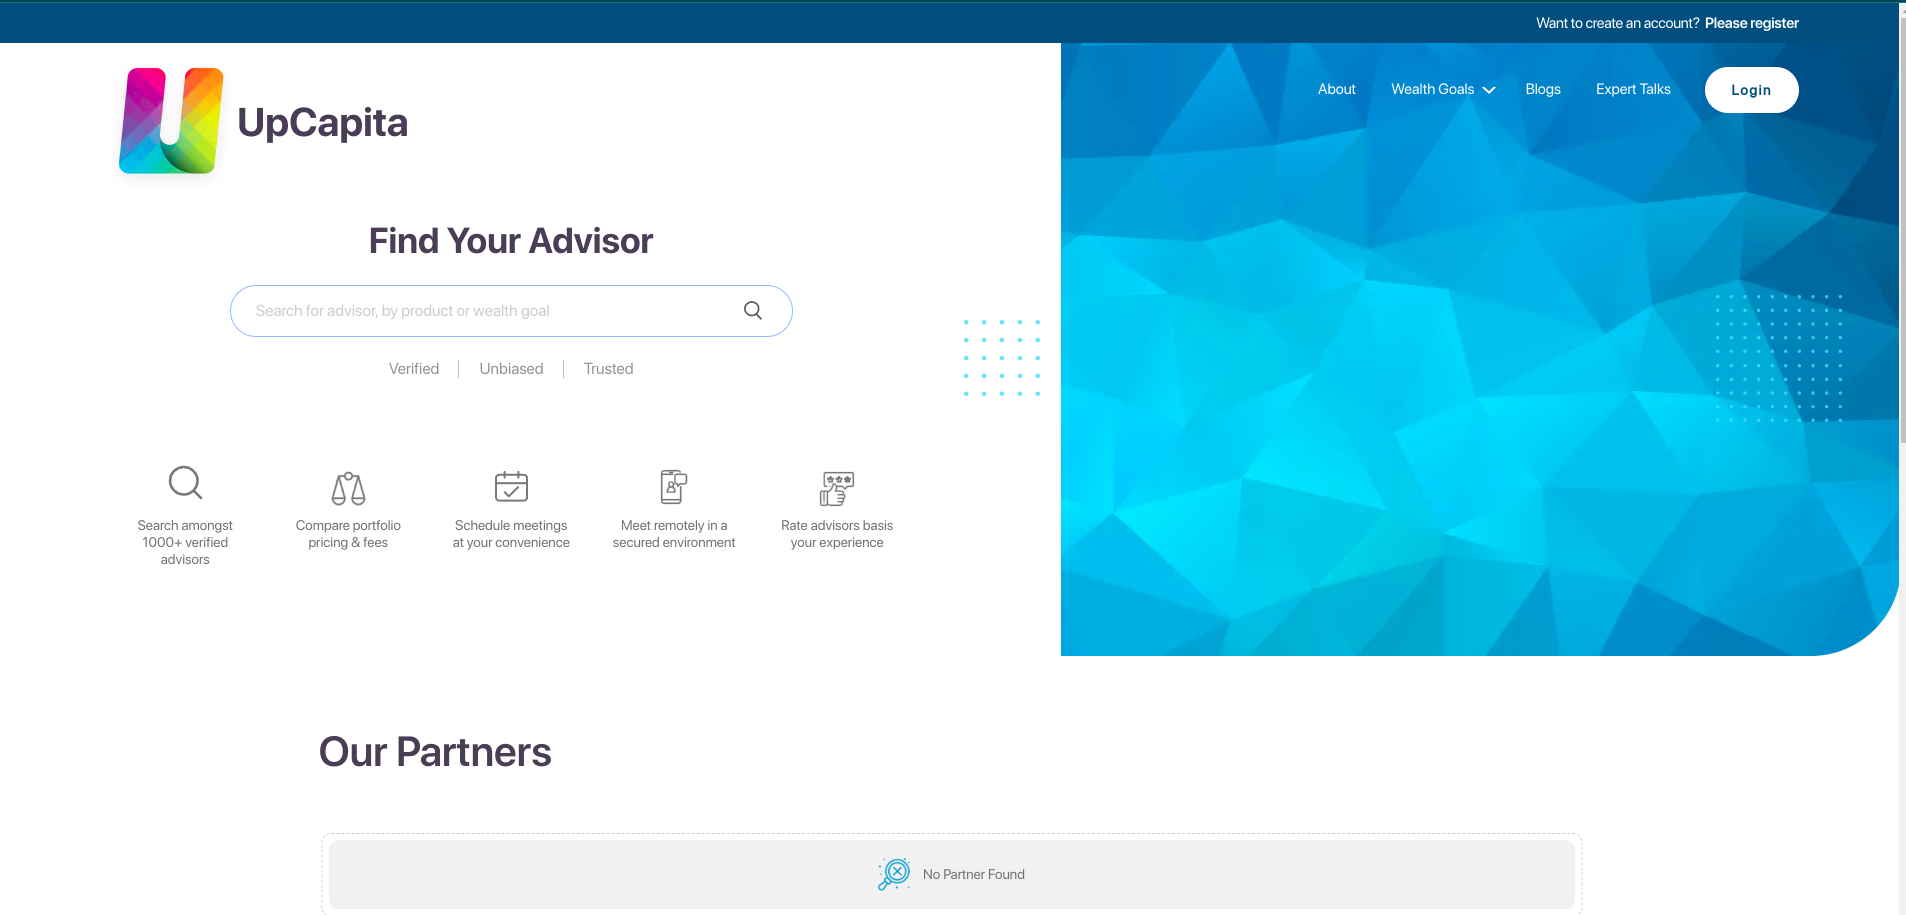 Want to create an account? Please register
UpCapita
About
Wealth Goals
Blogs
Expert Talks
Login
Find Your Advisor
Search for advisor, by product or wealth goal
Verified
Unbiased
Trusted
Search amongst
1000+ verified
advisors
Compare portfolio
pricing & fees
Schedule meetings
at your convenience
Meet remotely in a
secured environment
Rate advisors basis
your experience
Our Partners
No Partner Found